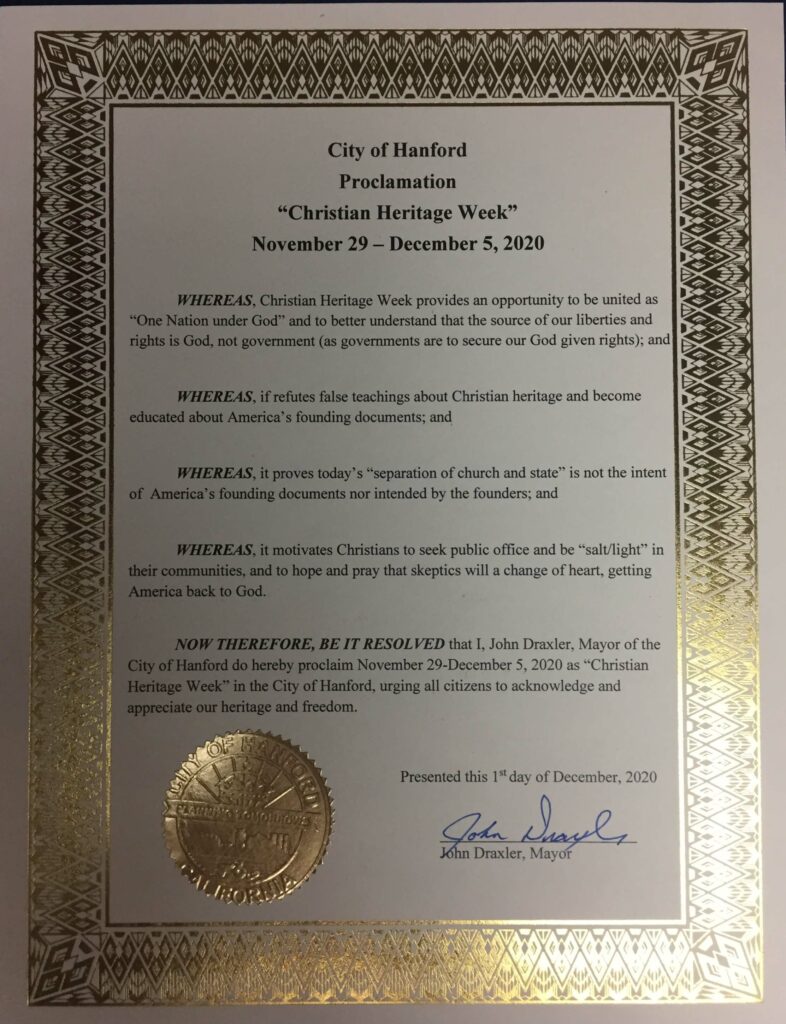 City of Hanford
Proclamation
“Christian Heritage Week”
November 29 – December 5, 2020
WHEREAS, Christian Heritage Week provides an opportunity to be united as
“One Nation under God” and to better understand that the source of our liberties and
rights is God, not government (as governments are to secure our God given rights); and
WHEREAS, if refutes false teachings about Christian heritage and become
educated about America’s founding documents; and
WHEREAS, it proves today’s “separation of church and state” is not the intent
of America’s founding documents nor intended by the founders; and
WHEREAS, it motivates Christians to seek public office and be “salt/light” in
their communities, and to hope and pray that skeptics will a change of heart, getting
America back to God.
NOW THEREFORE, BE IT RESOLVED that I, John Draxler, Mayor of the
City of Hanford do hereby proclaim November 29-December 5, 2020 as “Christian
Heritage Week” in the City of Hanford, urging all citizens to acknowledge and
appreciate our heritage and freedom.
CITY OF HANFORD
CALIFORNIA
Presented this 1st day of December, 2020
John Draxler
John Draxler, Mayor